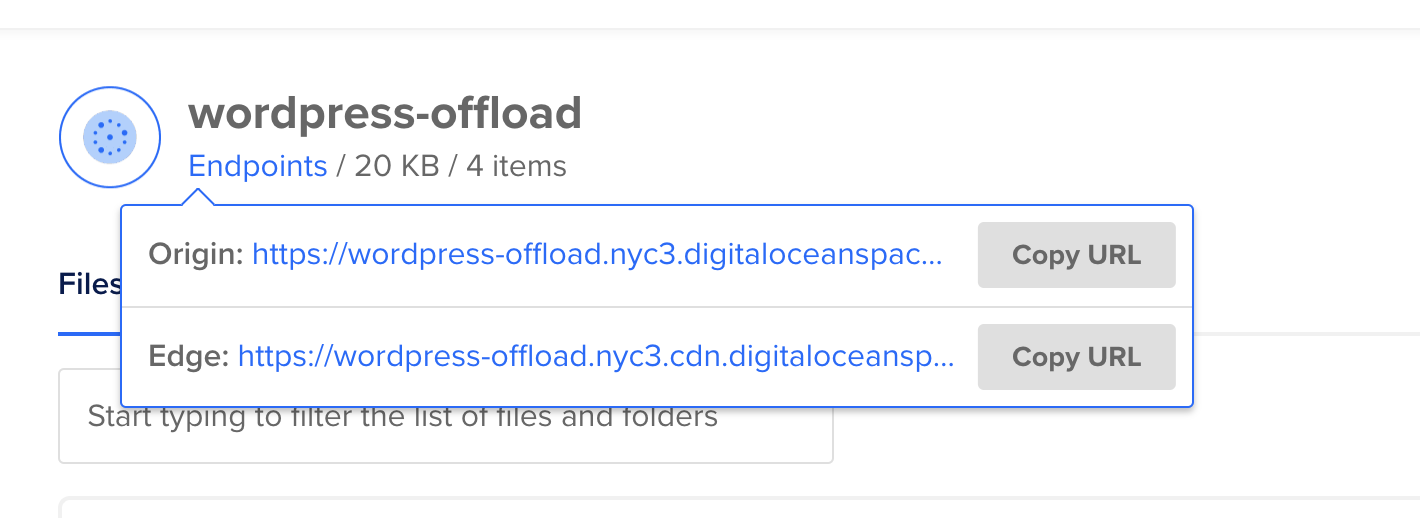 wordpress-offload
Endpoints / 20 KB / 4 items
Origin: https://wordpress-offload.nyc3.digitaloceanspac... Copy URL
Files
Edge: https://wordpress-offload.nyc3.cdn.digitaloceansp... Copy URL
Start typing to filter the list of files and folders